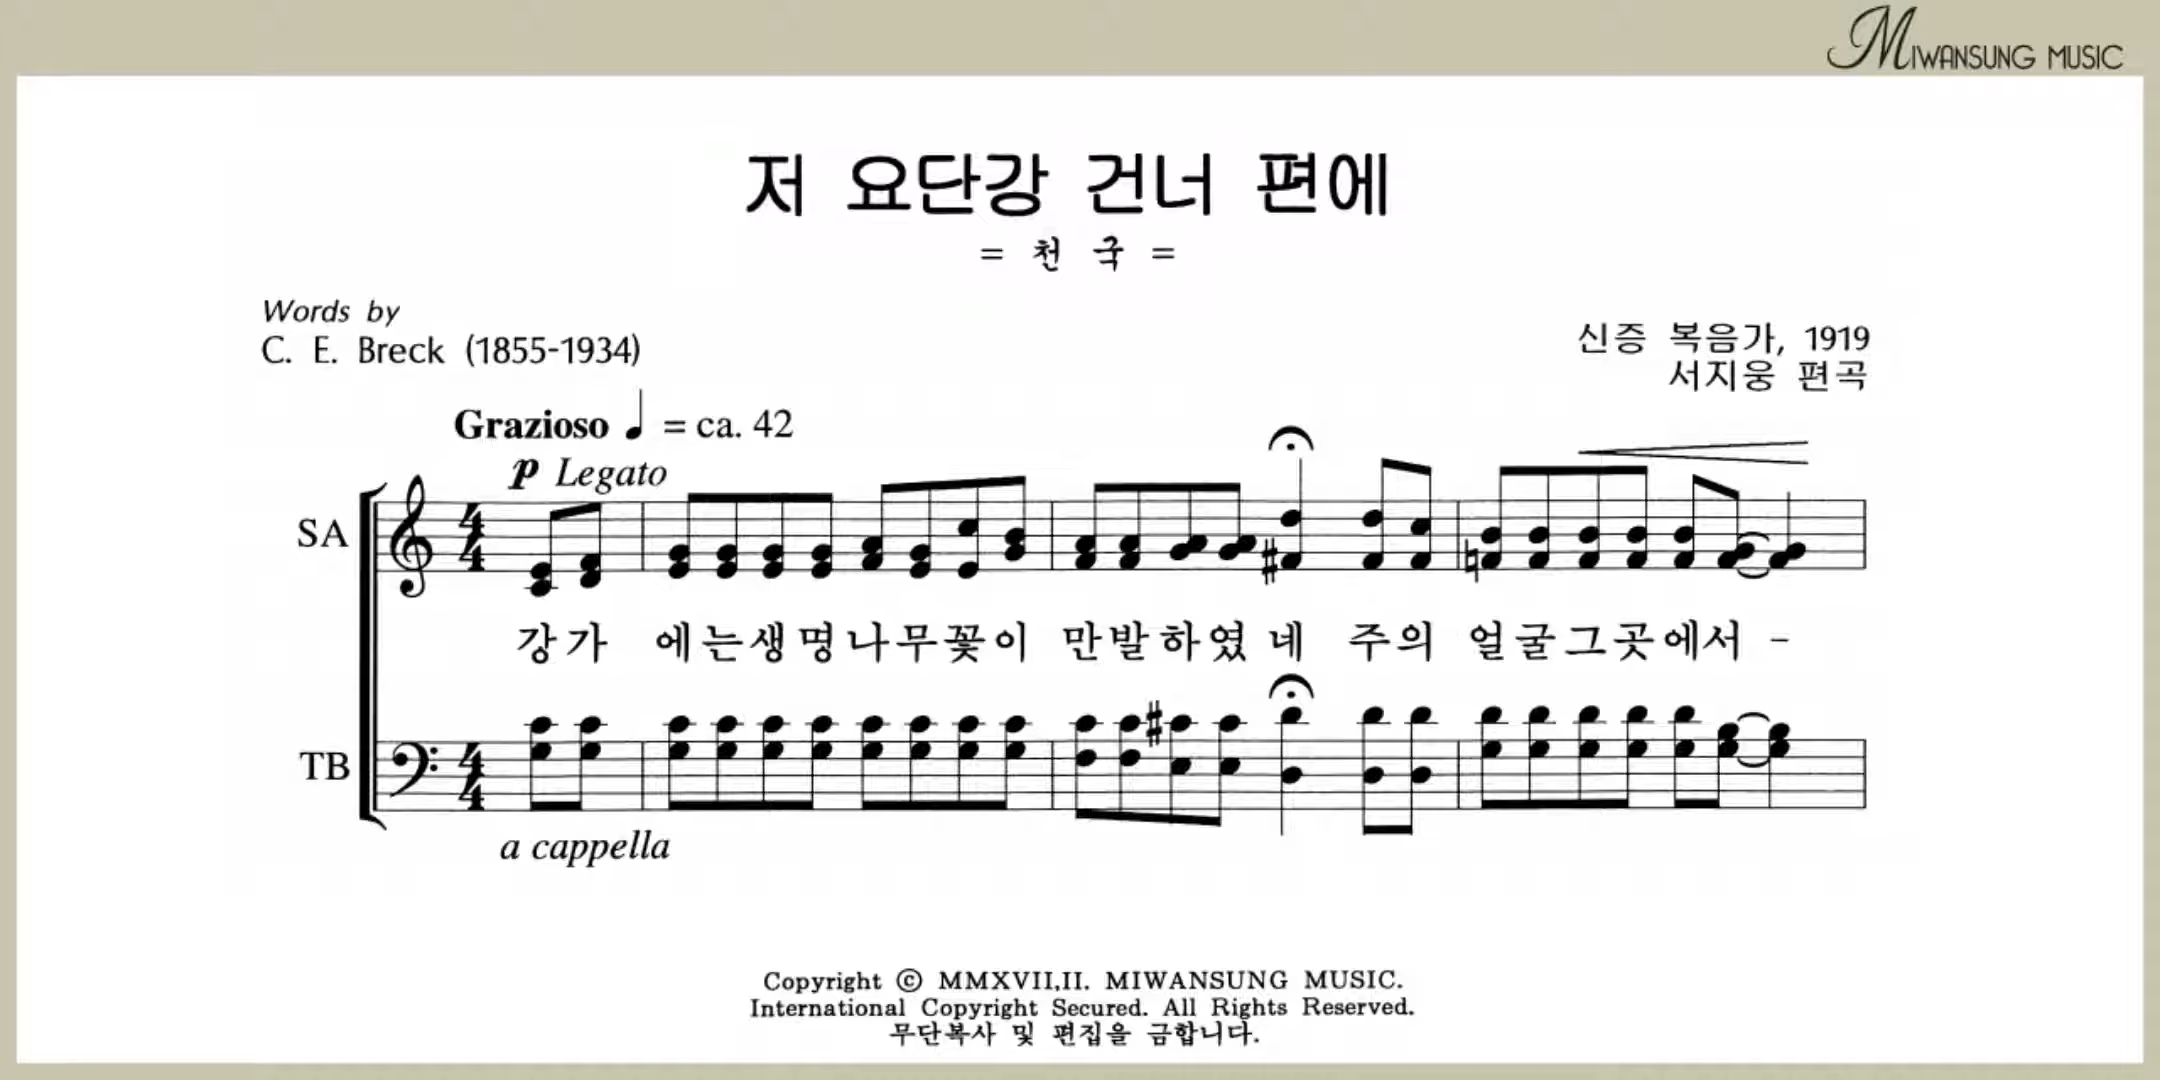 MIWANSUNG MUSIC
저 요단강 건너 편에
= 천 국 =
Words by
C. E. Breck (1855-1934)
신증 복음가, 1919
서지웅 편곡
Grazioso ♩ = ca. 42
p Legato
SA
강가 에는생명나무꽃이 만발하였네 주의 얼굴그곳에서 -
TB
a cappella
Copyright ⓒ MMXVII,II. MIWANSUNG MUSIC.
International Copyright Secured. All Rights Reserved.
무단복사 및 편집을 금합니다.